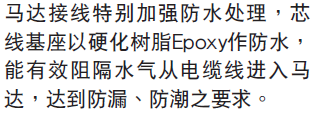 马达接线特别加强防水处理，芯
线基座以硬化树脂Epoxy作防水，
能有效阻隔水气从电缆线进入马
达，达到防漏、防潮之要求。